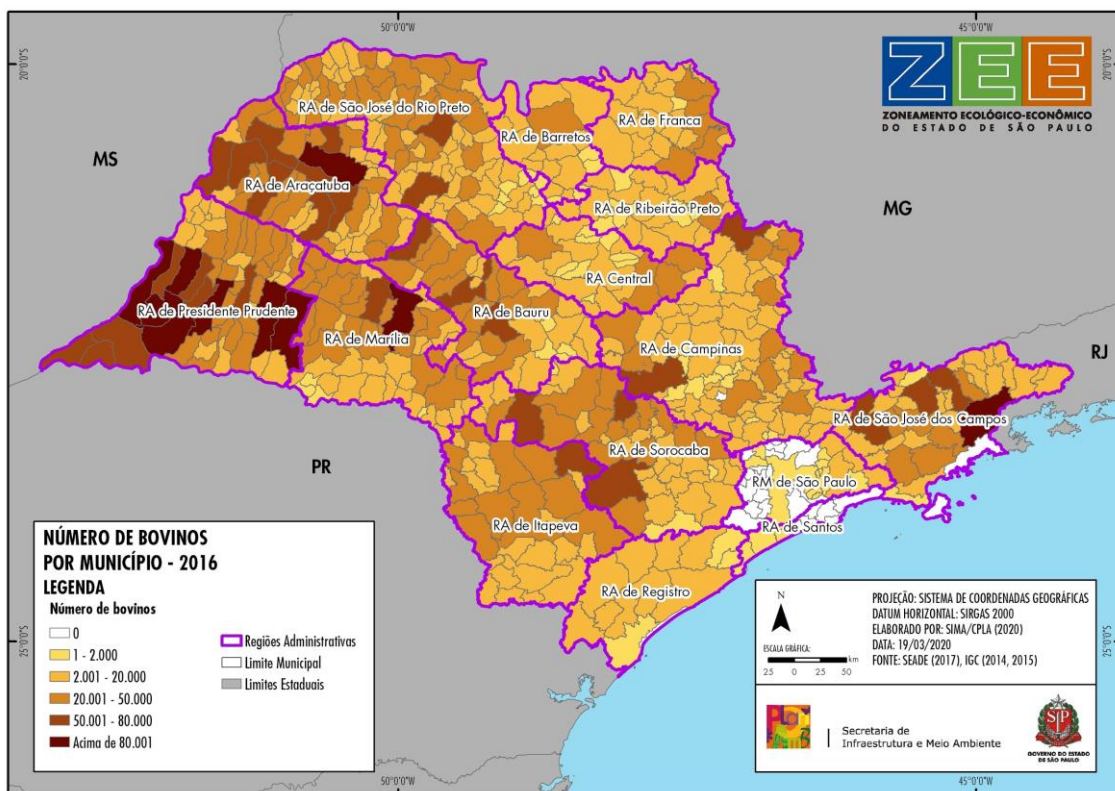 50°0'0"W
45°0'0"W
20°0'0"S
20°0'0"S
ZEE
ZONEAMENTO ECOLÓGICO-ECONÔMICO
DO ESTADO DE SÃO PAULO
RA de São José do Rio Preto
RA de Barretos
RA de Franca
MS
RA de Araçatuba
RA de Ribeirão Preto
MG
RA Central
RA de Presidente Prudente
RA de Bauru
RA de Marília
RA de Campinas
RJ
RA de São José dos Campos
RA de Sorocaba
PR
RM de São Paulo
RA de Itapeva
RA de Santos
RA de Registro
NÚMERO DE BOVINOS
POR MUNICÍPIO - 2016
LEGENDA
Número de bovinos
0
1 - 2.000
2.001 - 20.000
20.001 - 50.000
50.001 - 80.000
Acima de 80.001
Regiões Administrativas
Limite Municipal
Limites Estaduais
N
ESCALA GRÁFICA:
25 0 25 50 km
PROJEÇÃO: SISTEMA DE COORDENADAS GEOGRÁFICAS
DATUM HORIZONTAL: SIRGAS 2000
ELABORADO POR: SIMA/CPLA (2020)
DATA: 19/03/2020
FONTE: SEADE (2017), IGC (2014, 2015)
25°0'0"S
25°0'0"S
Secretaria de
Infraestrutura e Meio Ambiente
GOVERNO DO ESTADO
DE SÃO PAULO
50°0'0"W
45°0'0"W